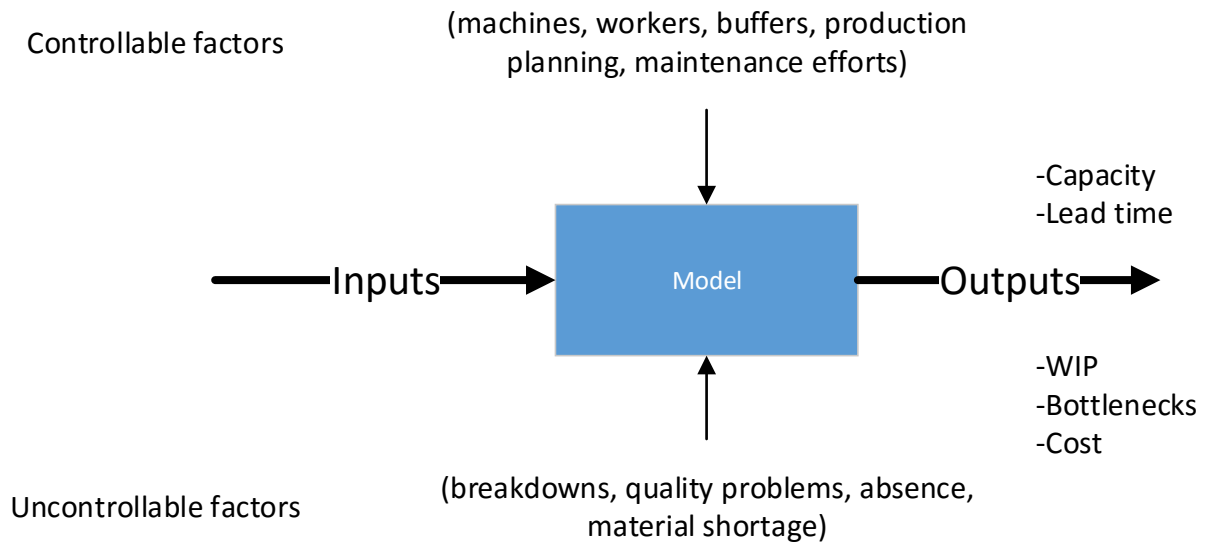 Controllable factors
(machines, workers, buffers, production
planning, maintenance efforts)
-Capacity
-Lead time
Inputs
Model
Outputs
-WIP
-Bottlenecks
-Cost
Uncontrollable factors
(breakdowns, quality problems, absence,
material shortage)